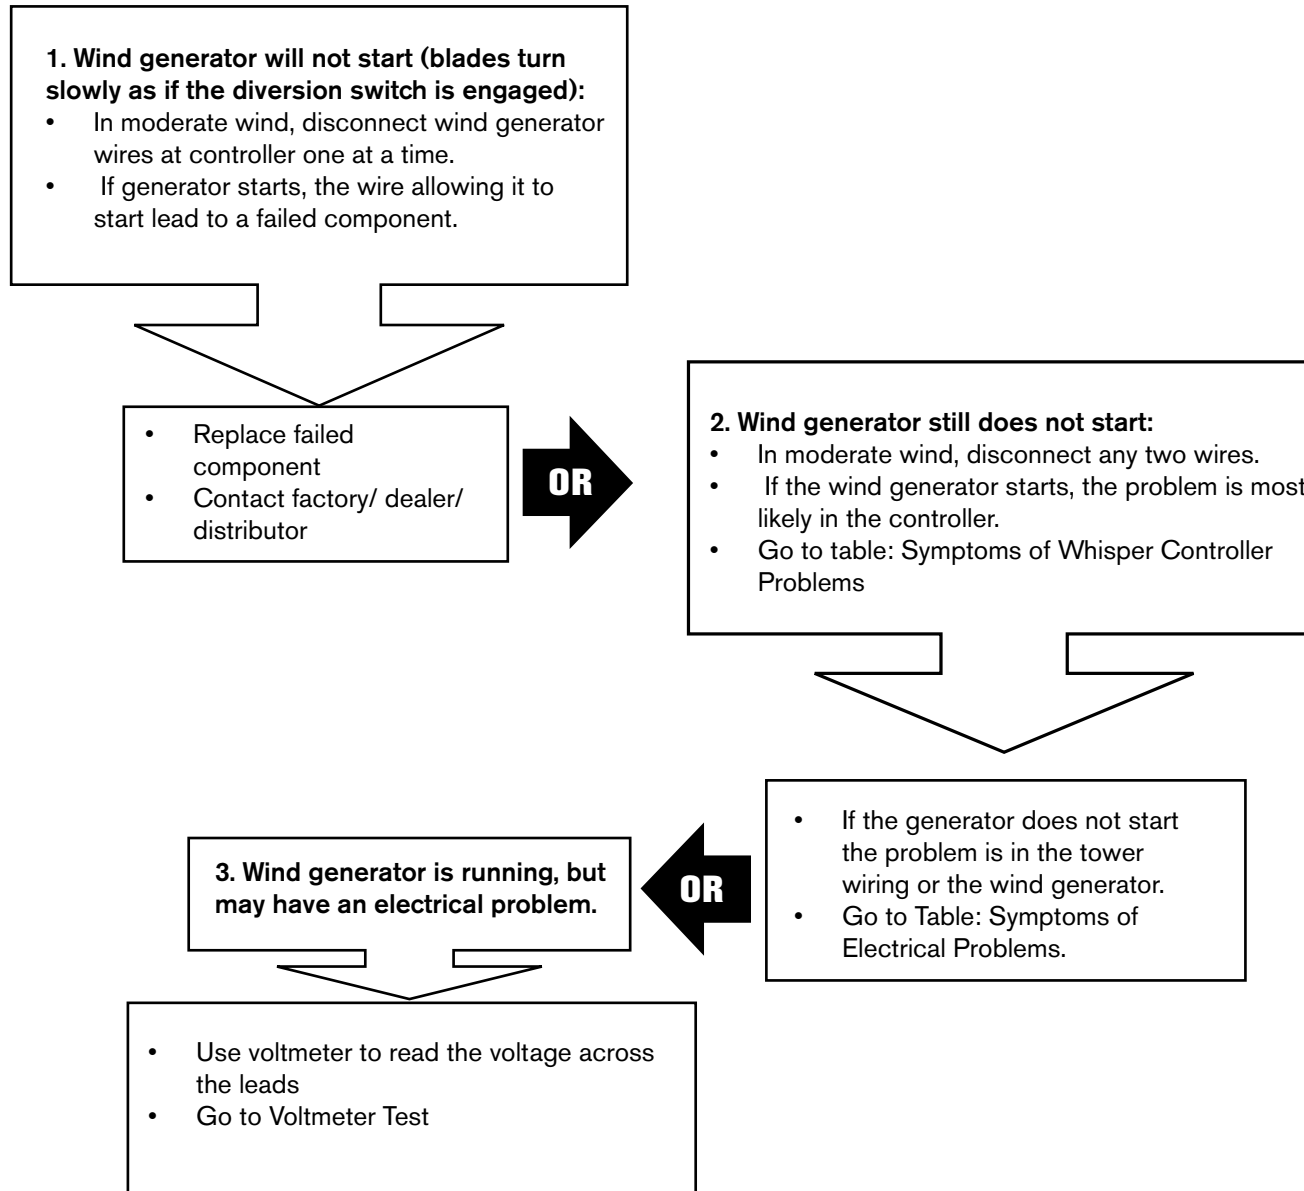 1. Wind generator will not start (blades turn
slowly as if the diversion switch is engaged):
• In moderate wind, disconnect wind generator
wires at controller one at a time.
• If generator starts, the wire allowing it to
start lead to a failed component.
• Replace failed
component
• Contact factory/ dealer/
distributor
OR
2. Wind generator still does not start:
• In moderate wind, disconnect any two wires.
• If the wind generator starts, the problem is most
likely in the controller.
• Go to table: Symptoms of Whisper Controller
Problems
• If the generator does not start
the problem is in the tower
wiring or the wind generator.
• Go to Table: Symptoms of
Electrical Problems.
OR
3. Wind generator is running, but
may have an electrical problem.
• Use voltmeter to read the voltage across
the leads
• Go to Voltmeter Test